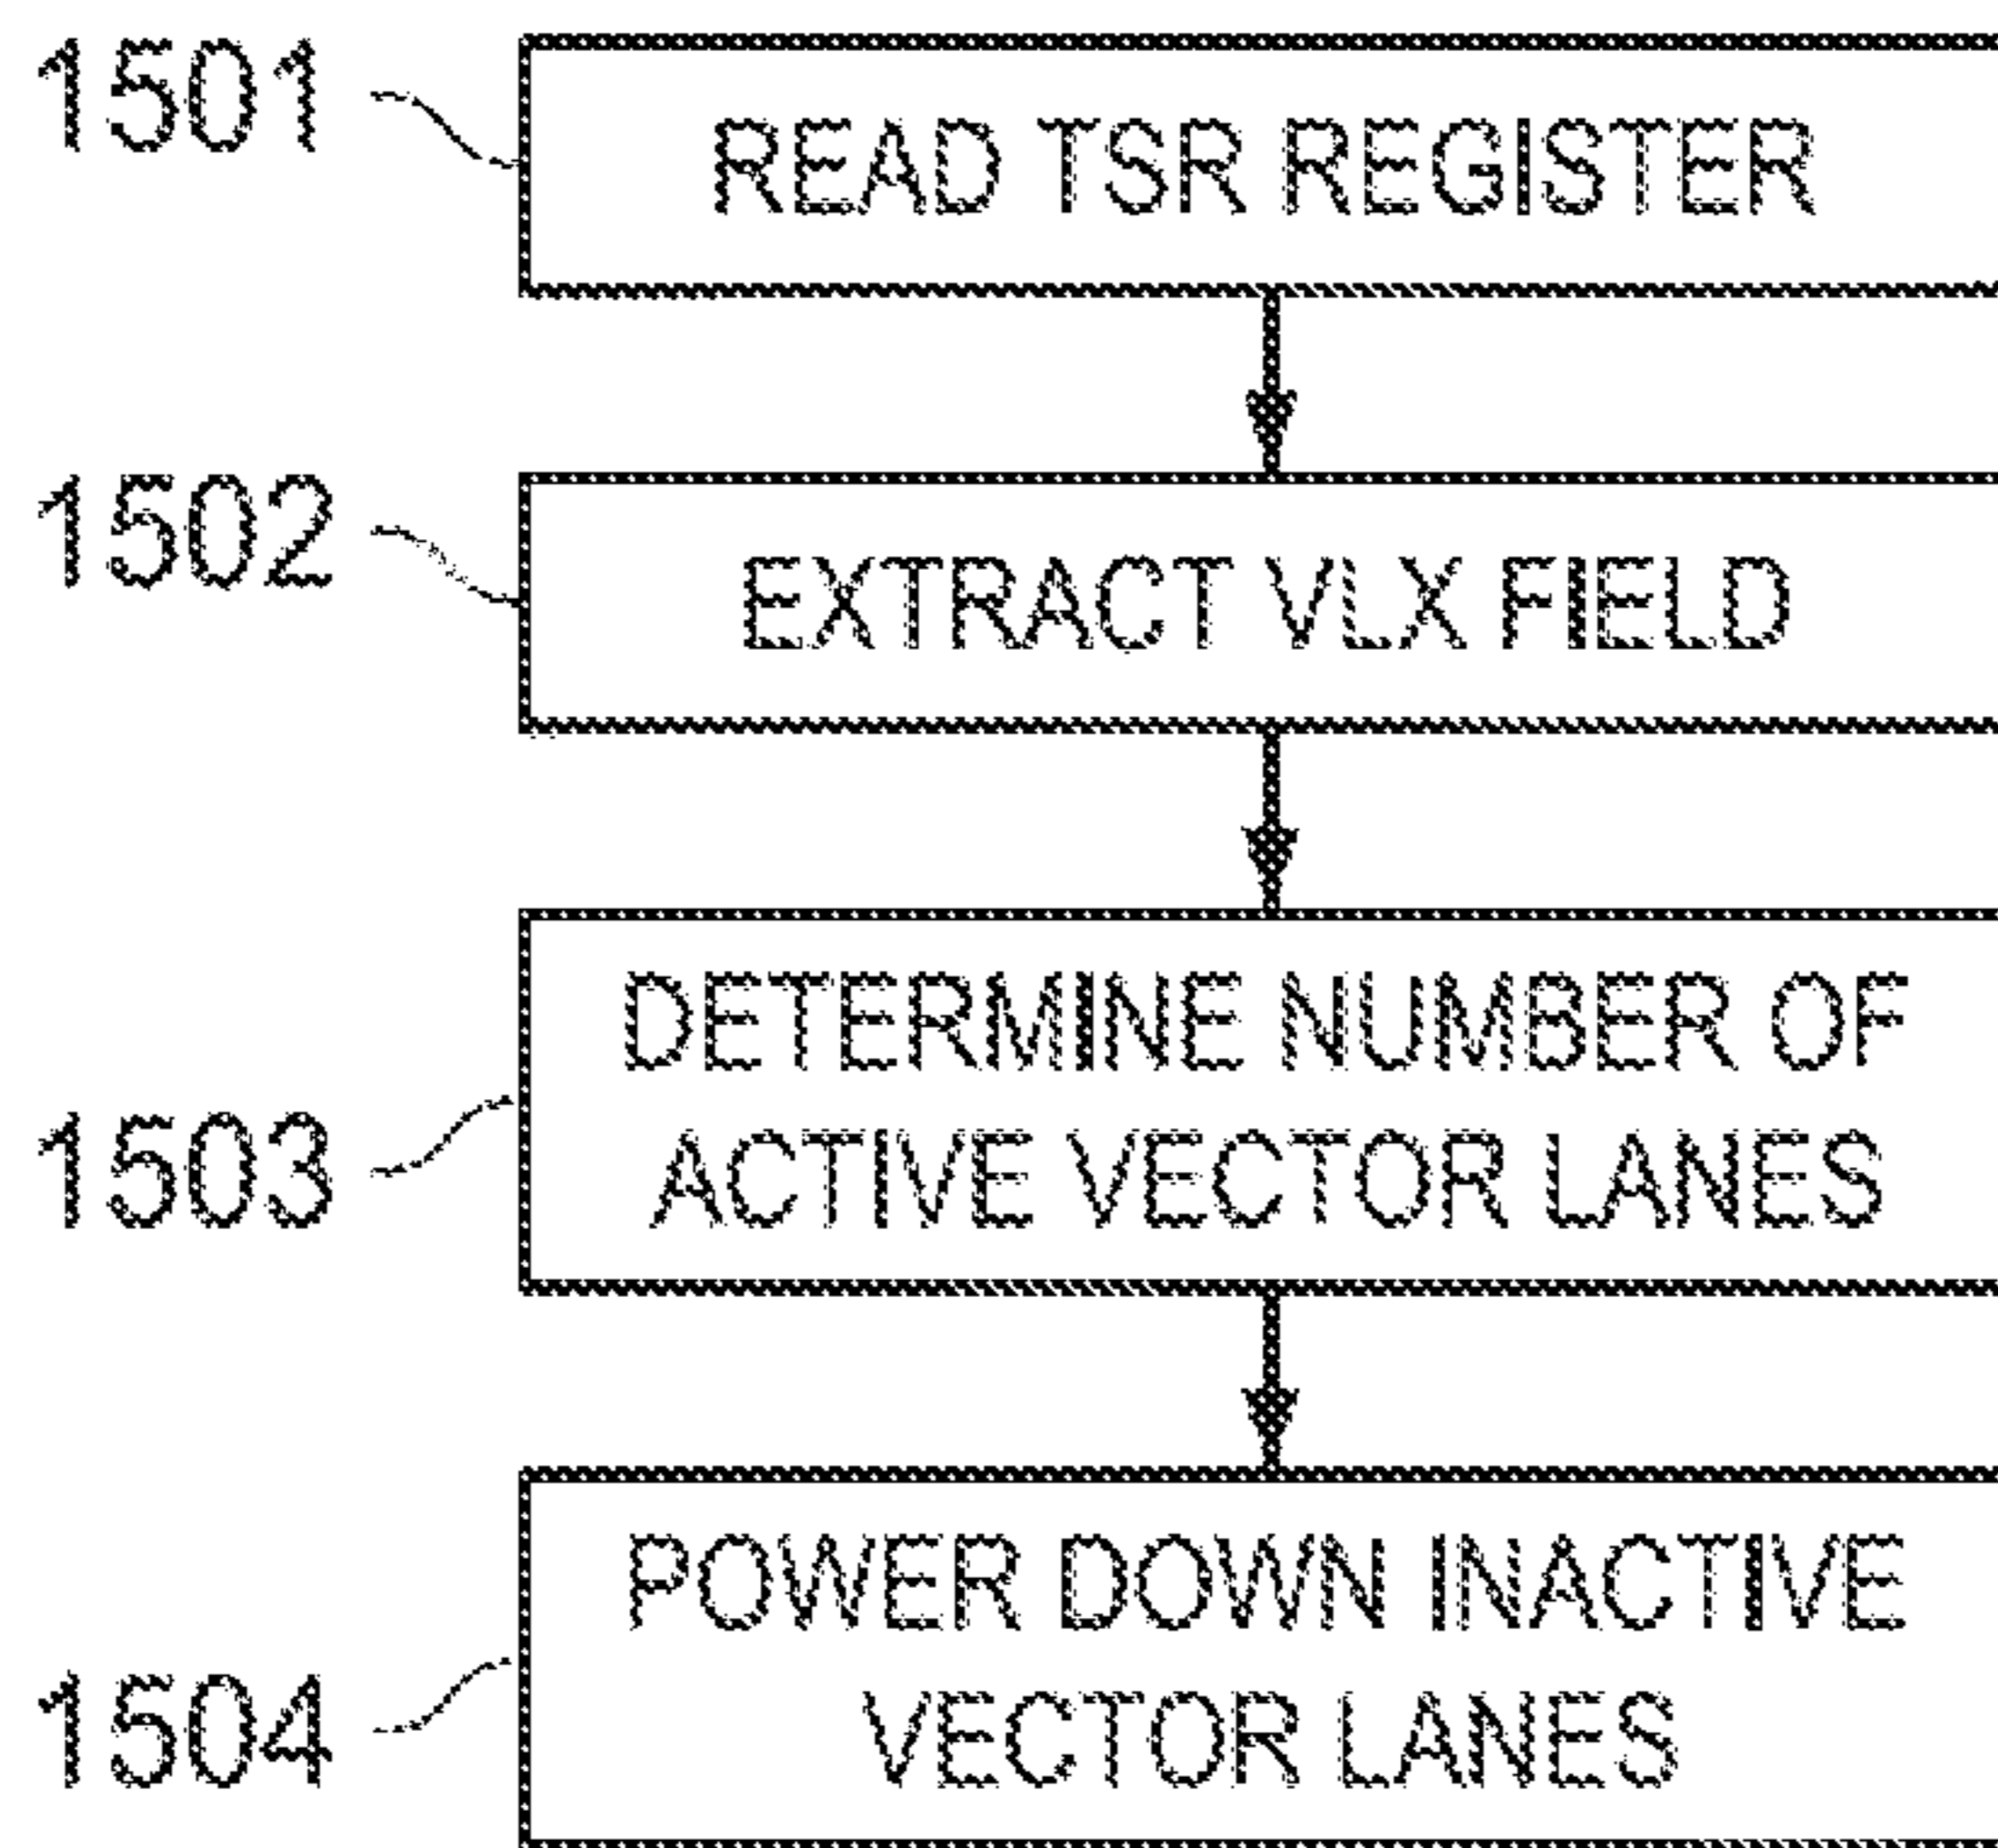 1501
READ TSR REGISTER
1502
EXTRACT VLX FIELD
DETERMINE NUMBER OF
1503
ACTIVE VECTOR LANES
POWER DOWN INACTIVE
1504
VECTOR LANES